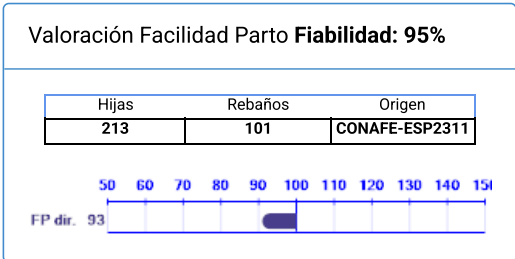 Valoración Facilidad Parto Fiabilidad: 95%
Hijas Rebaños Origen
213 101 CONAFE-ESP2311
50 60 70 80 90 100 110 120 130 140
FP dir. 93